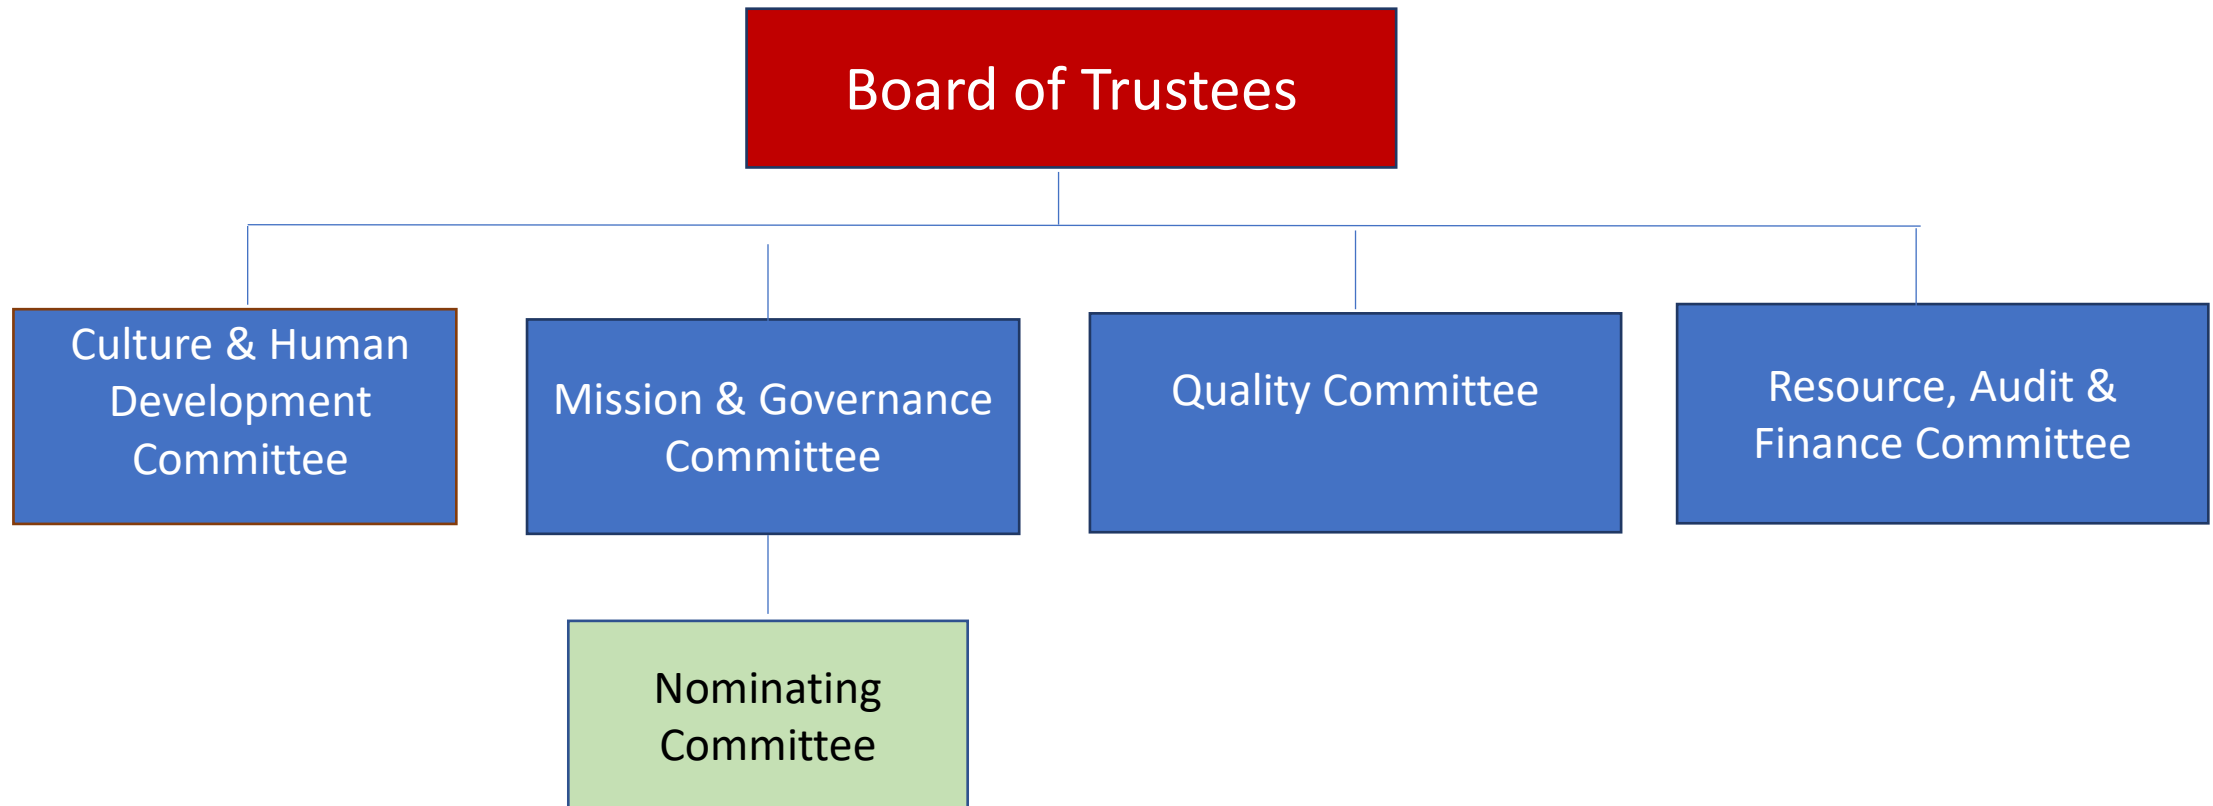 Board of Trustees
Culture & Human
Development
Committee
Mission & Governance
Committee
Quality Committee
Resource, Audit &
Finance Committee
Nominating
Committee